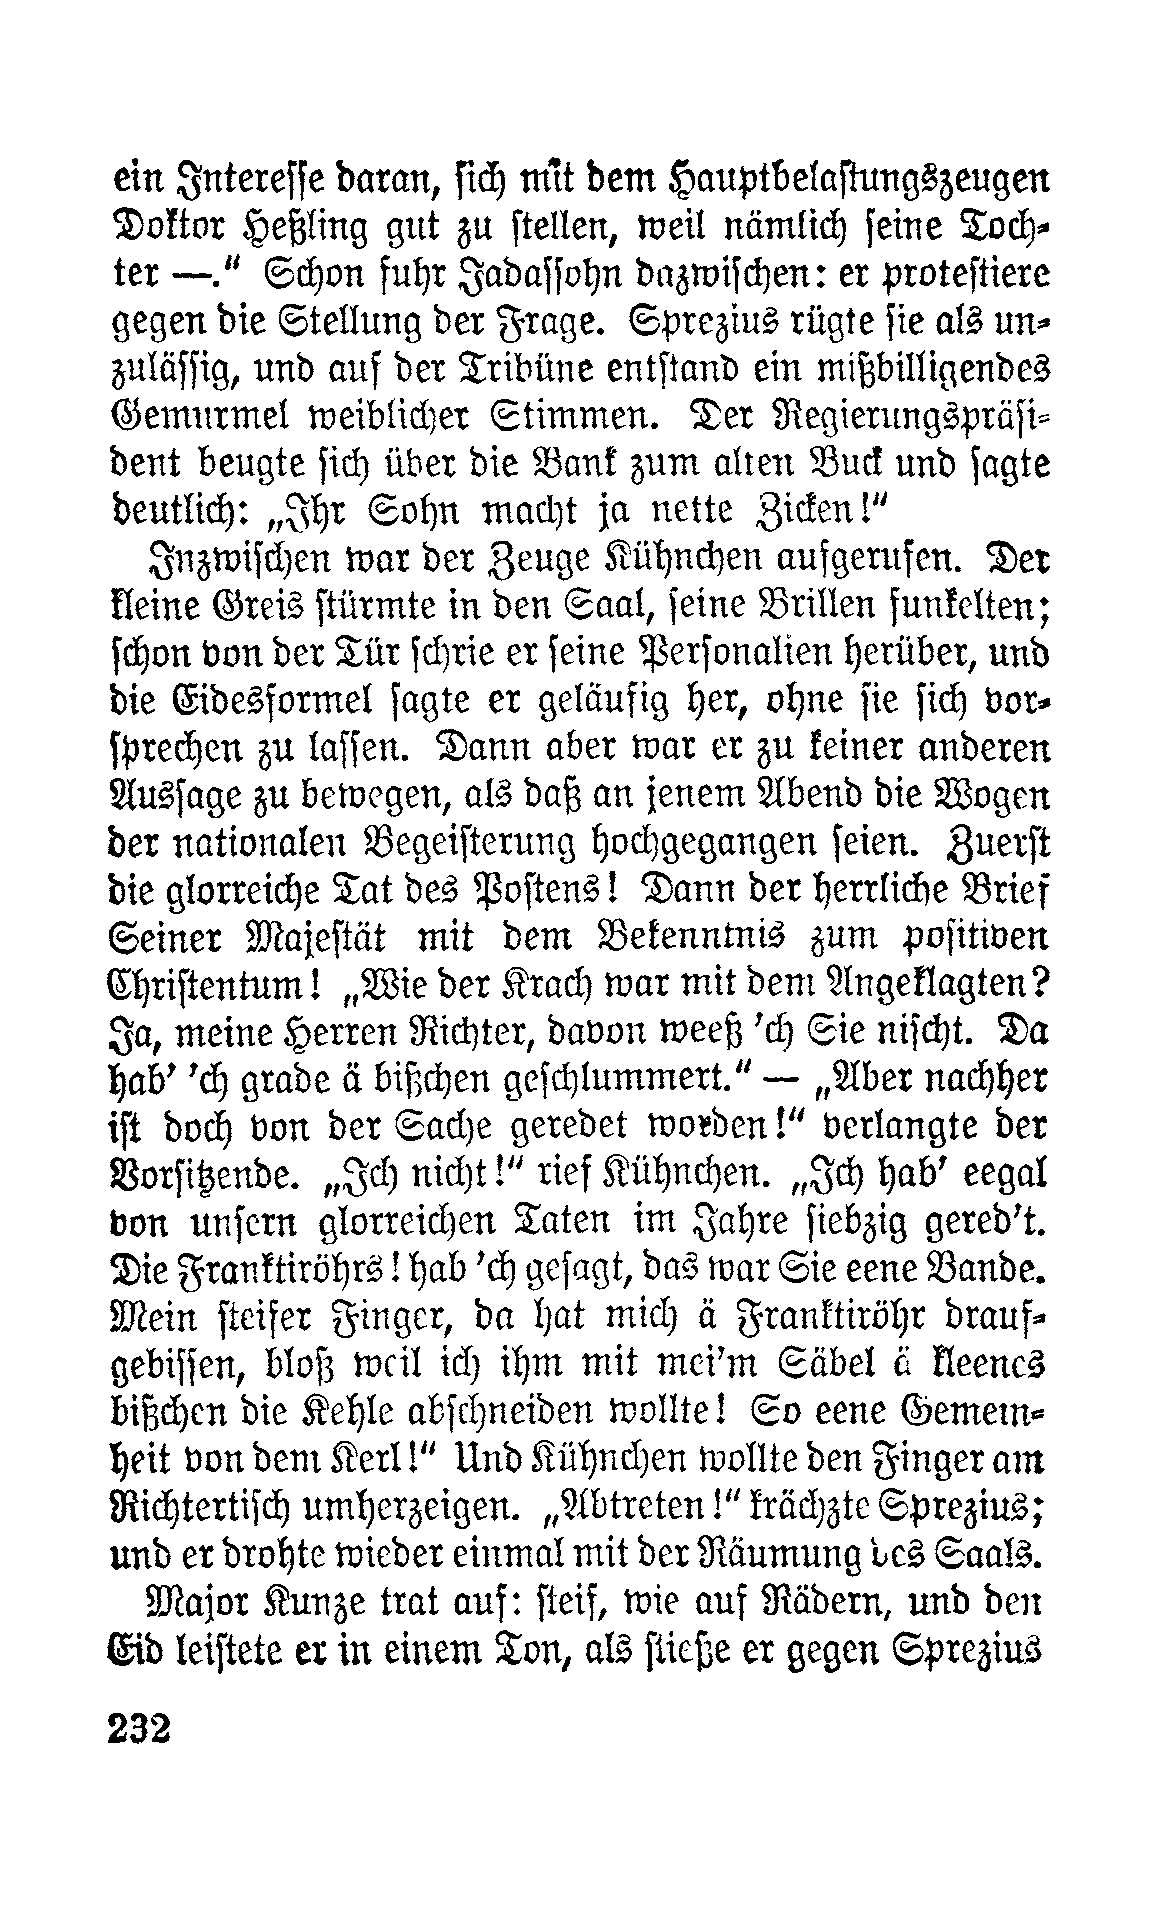 ein Interesse daran, sich mit dem Hauptbelastungszeugen
Doktor Heßling gut zu stellen, weil nämlich seine Toch-
ter —.“ Schon fuhr Jadassohn dazwischen: er protestiere
gegen die Stellung der Frage. Sprezius rügte sie als un-
zulässig, und auf der Tribüne entstand ein mißbilligendes
Gemurmel weiblicher Stimmen. Der Regierungspräsi-
dent beugte sich über die Bank zum alten Buck und sagte
deutlich: „Ihr Sohn macht ja nette Zicken!“
Inzwischen war der Zeuge Kühnchen aufgerufen. Der
kleine Greis stürmte in den Saal, seine Brillen funkelten;
schon von der Tür schrie er seine Personalien herüber, und
die Eidesformel sagte er geläufig her, ohne sie sich vor-
sprechen zu lassen. Dann aber war er zu keiner anderen
Aussage zu bewegen, als daß an jenem Abend die Wogen
der nationalen Begeisterung hochgegangen seien. Zuerst
die glorreiche Tat des Postens! Dann der herrliche Brief
Seiner Majestät mit dem Bekenntnis zum positiven
Christentum! „Wie der Krach war mit dem Angeklagten?
Ja, meine Herren Richter, davon weeß ’ch Sie nischt. Da
hab’ ’ch grade ä bißchen geschlummert.“ — „Aber nachher
ist doch von der Sache geredet worden!“ verlangte der
Vorsitzende. „Ich nicht!“ rief Kühnchen. „Ich hab’ eegal
von unsern glorreichen Taten im Jahre siebzig gered’t.
Die Franktiröhrs! hab ’ch gesagt, das war Sie eene Bande.
Mein steifer Finger, da hat mich ä Franktiröhr drauf-
gebissen, bloß weil ich ihm mit mei’m Säbel ä kleenes
bißchen die Kehle abschneiden wollte! So eene Gemein-
heit von dem Kerl!“ Und Kühnchen wollte den Finger am
Richtertisch umherzeigen. „Abtreten!“ krächzte Sprezius;
und er drohte wieder einmal mit der Räumung des Saals.
Major Kunze trat auf: steif, wie auf Rädern, und den
Eid leistete er in einem Ton, als stieße er gegen Sprezius
232